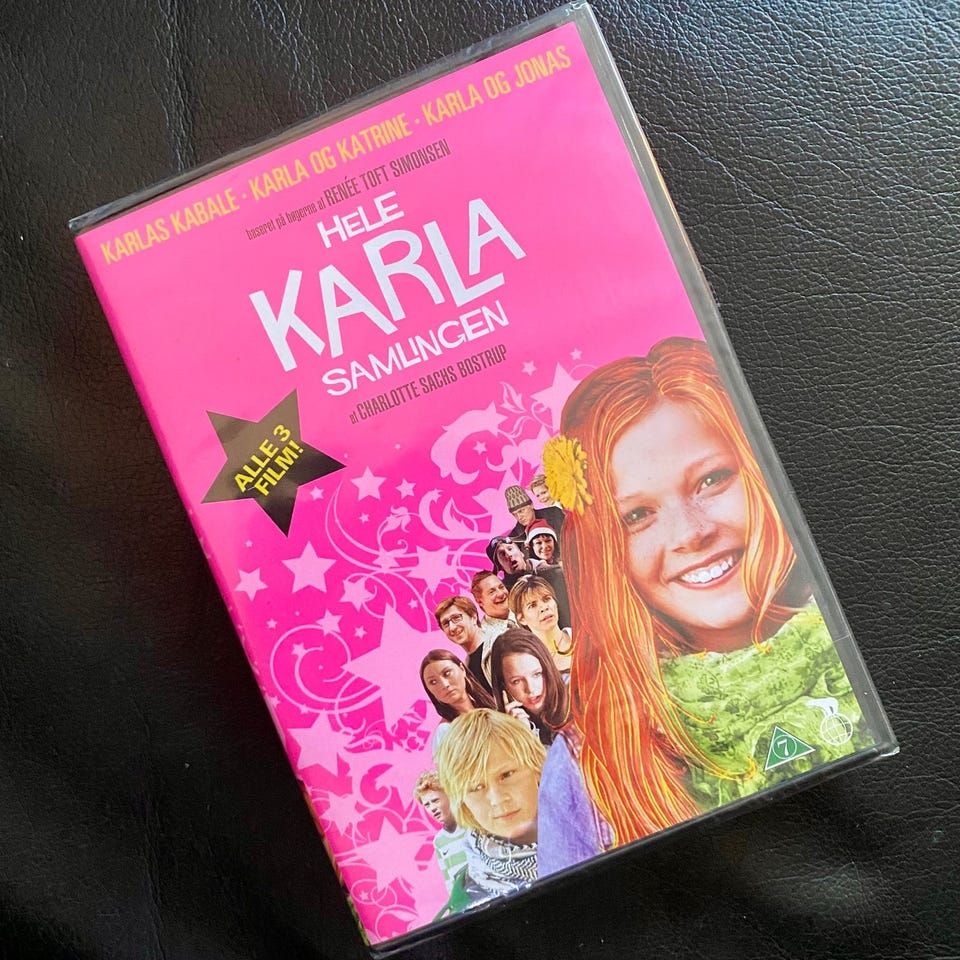 KARLAS KABALE · KARLA OG KATRINE · KARLA OG JONAS
baseret på bøgerne af RENÉE TOFT SIMONSEN
HELE
KARLA
SAMLINGEN
af CHARLOTTE SACHS BOSTRUP
ALLE 3
FILM!
7